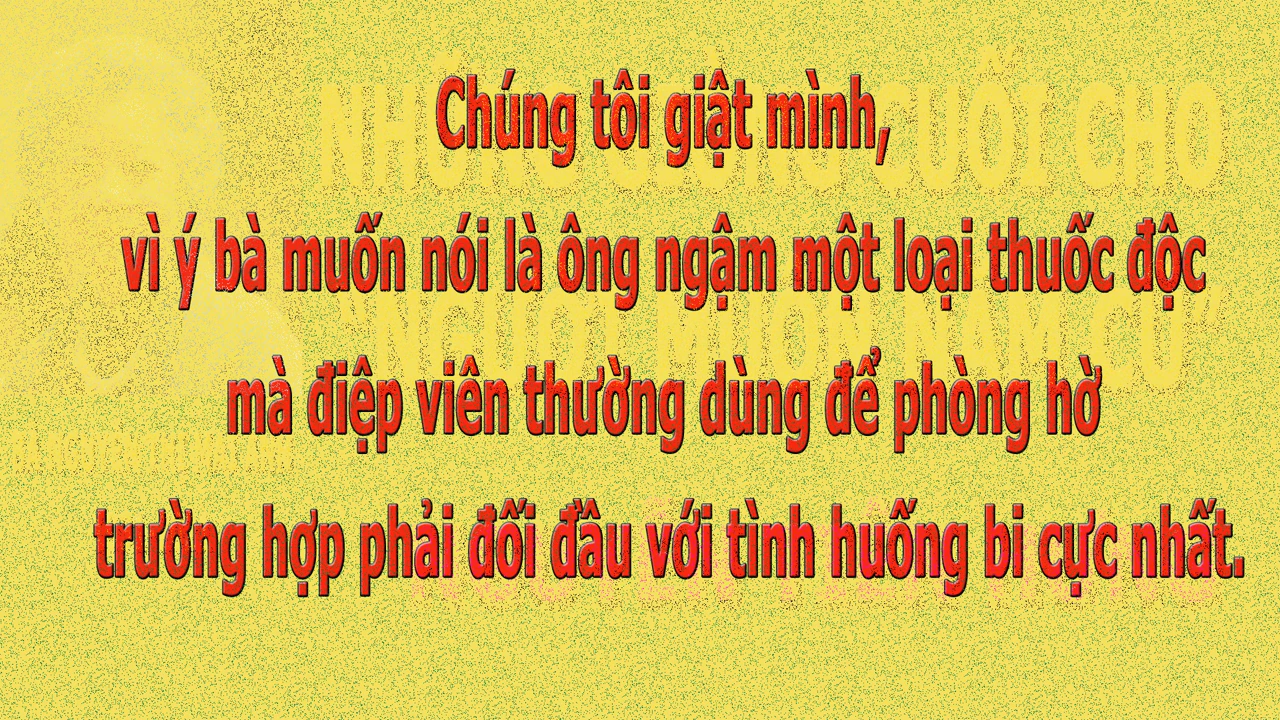 Chúng tôi giật mình,
vì ý bà muốn nói là ông ngậm một loại thuốc độc
mà điệp viên thường dùng để phòng hờ
trường hợp phải đối đầu với tình huống bi cực nhất.